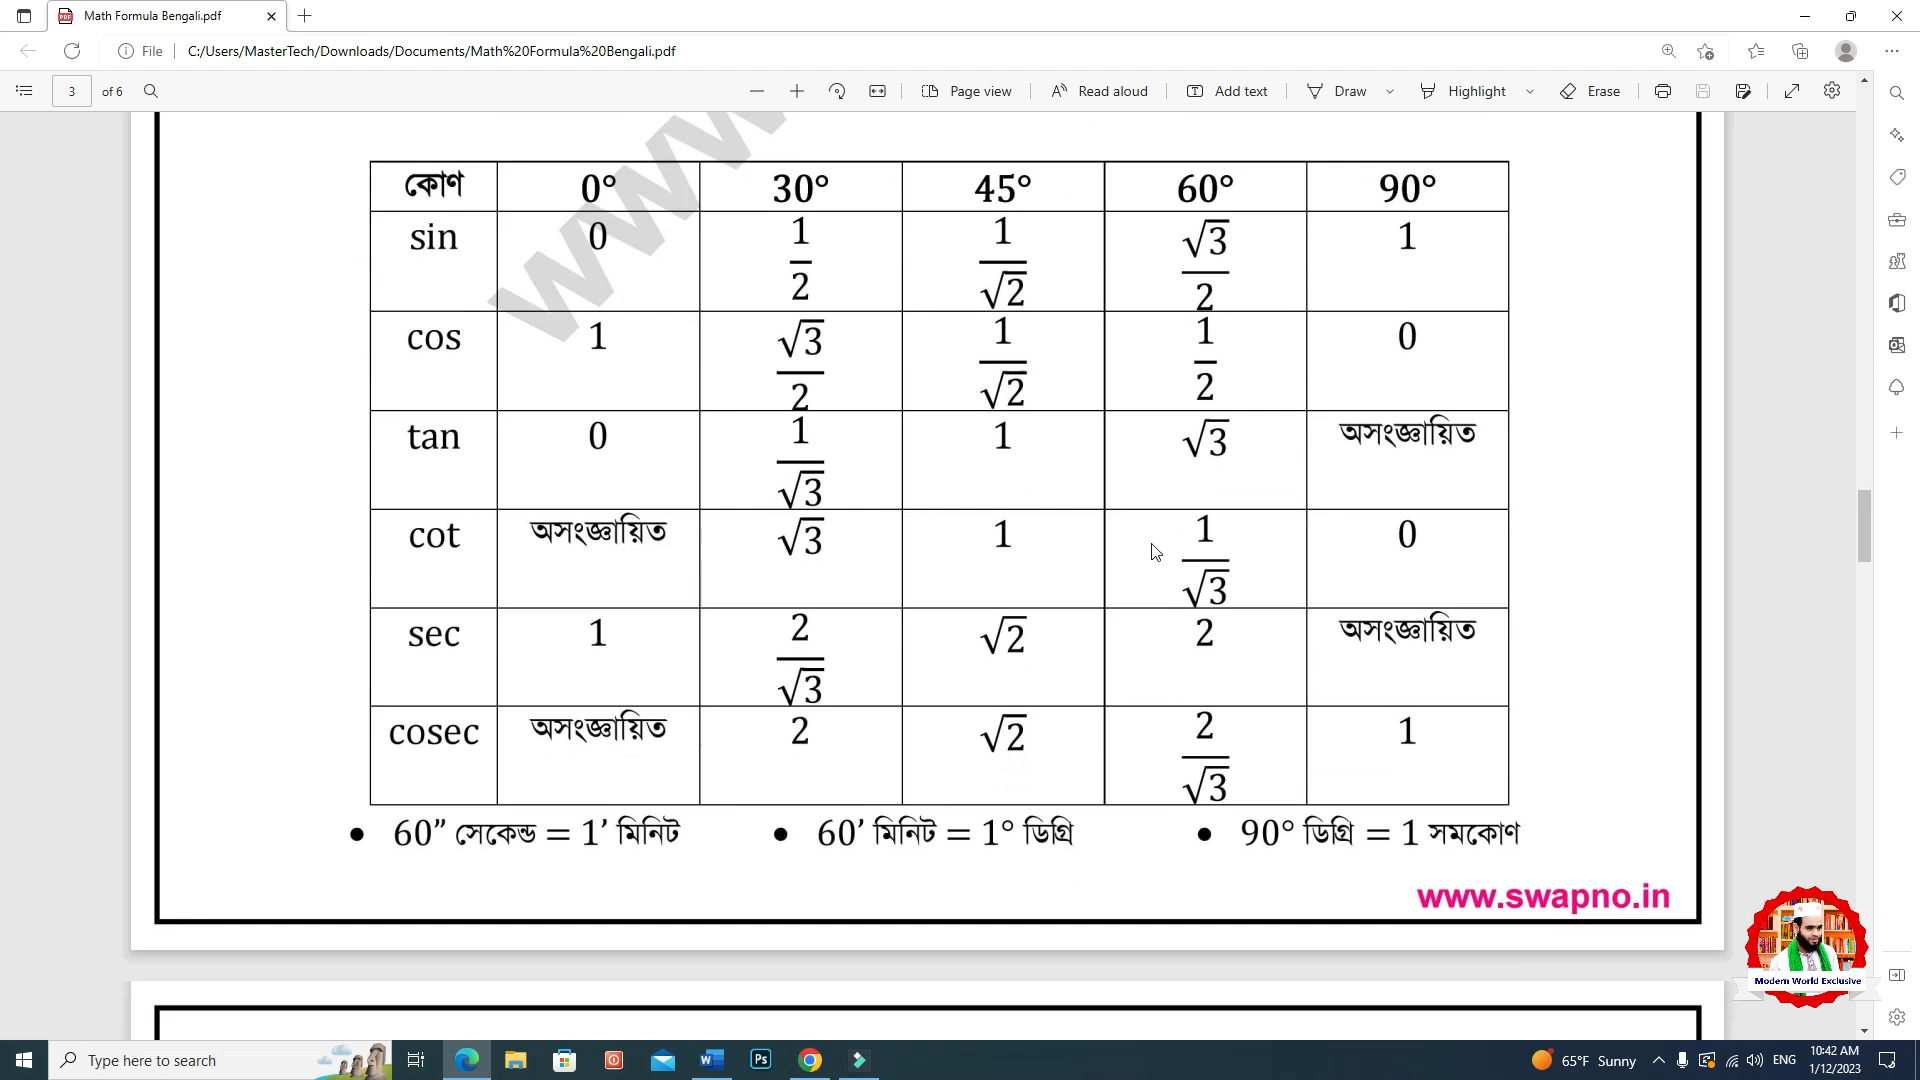 Math Formula Bengali.pdf
File C:/Users/MasterTech/Downloads/Documents/Math%20Formula%20Bengali.pdf
3 of 6 Page view Read aloud Add text Draw Highlight Erase
www
কোণ 0° 30° 45° 60° 90°
sin 0 1/2 1/√2 √3/2 1
cos 1 √3/2 1/√2 1/2 0
tan 0 1/√3 1 √3 অসংজ্ঞায়িত
cot অসংজ্ঞায়িত √3 1 1/√3 0
sec 1 2/√3 √2 2 অসংজ্ঞায়িত
cosec অসংজ্ঞায়িত 2 √2 2/√3 1
• 60” সেকেন্ড = 1’ মিনিট • 60’ মিনিট = 1° ডিগ্রি • 90° ডিগ্রি = 1 সমকোণ
www.swapno.in
Modern World Exclusive
Type here to search 65°F Sunny ENG 10:42 AM
1/12/2023